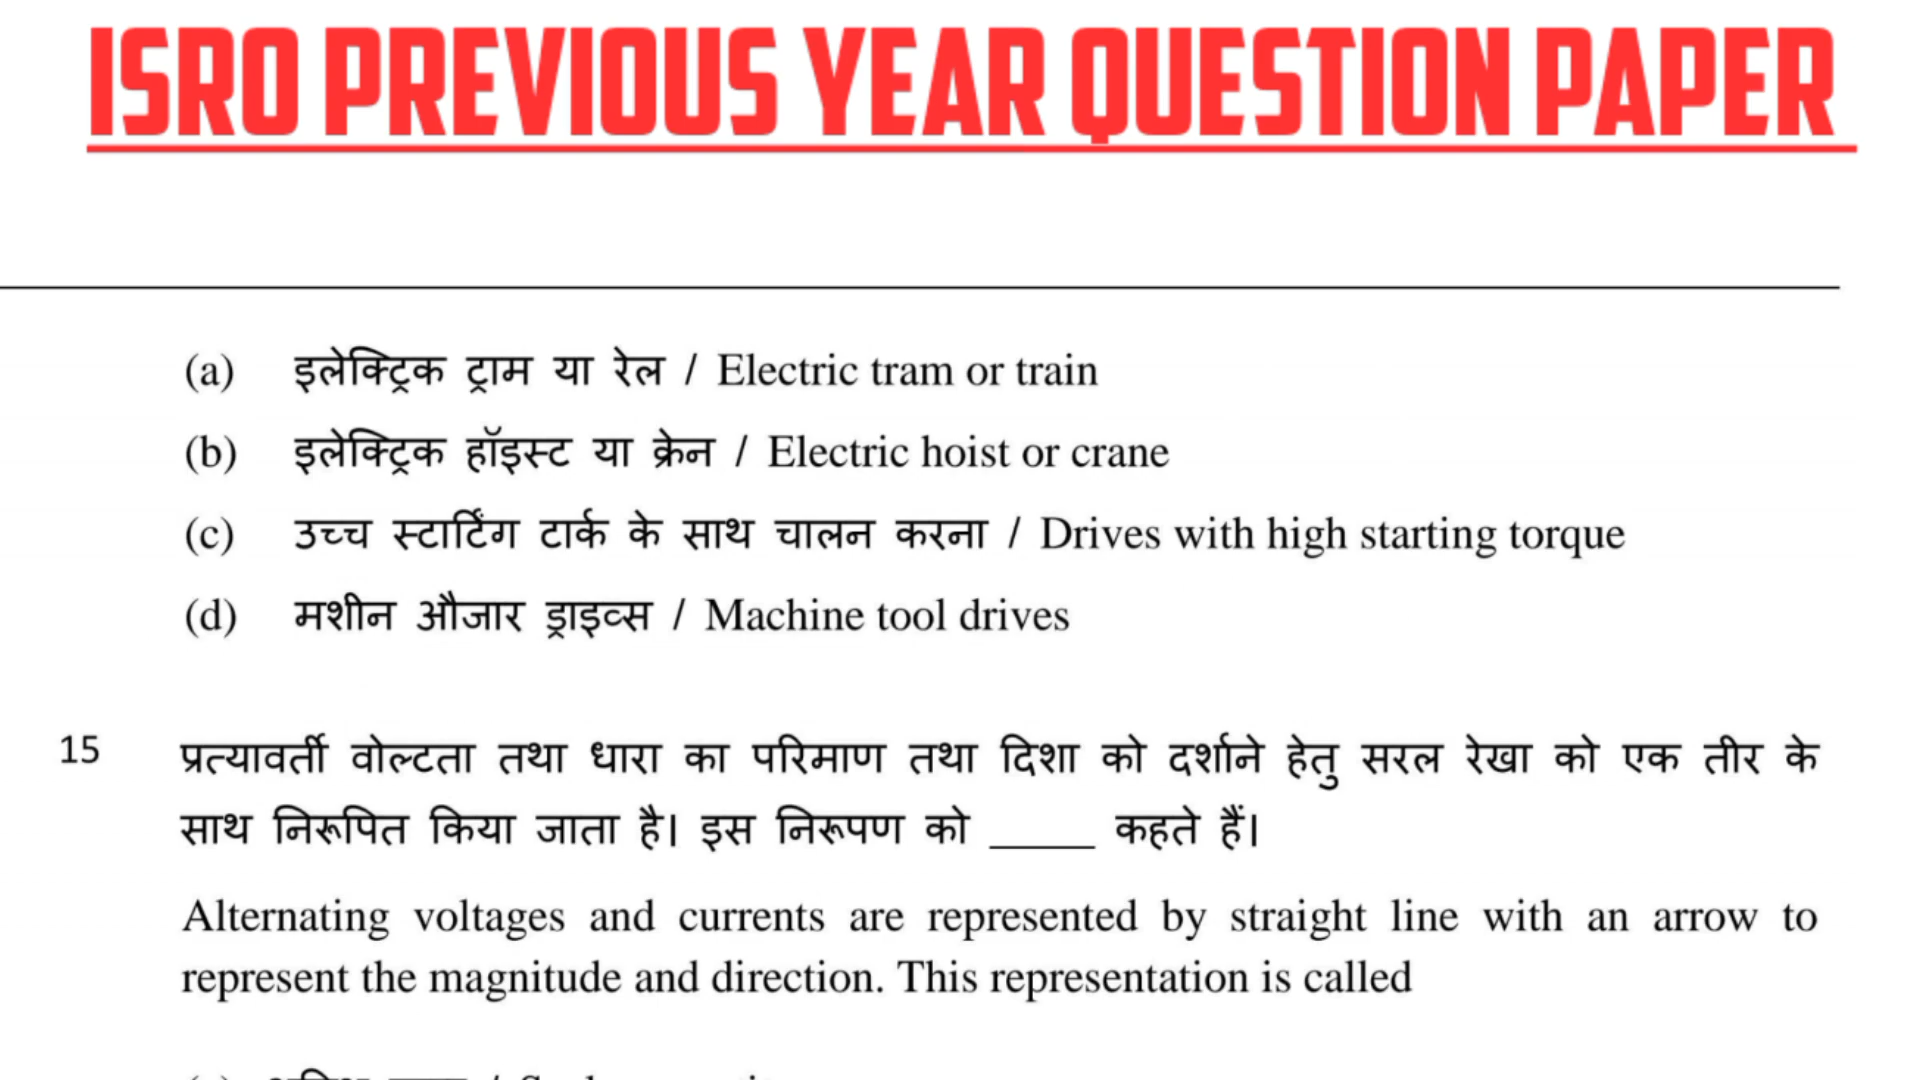 ISRO PREVIOUS YEAR QUESTION PAPER
(a) इलेक्ट्रिक ट्राम या रेल / Electric tram or train
(b) इलेक्ट्रिक हॉइस्ट या क्रेन / Electric hoist or crane
(c) उच्च स्टार्टिंग टार्क के साथ चालन करना / Drives with high starting torque
(d) मशीन औजार ड्राइव्स / Machine tool drives
15 प्रत्यावर्ती वोल्टता तथा धारा का परिमाण तथा दिशा को दर्शाने हेतु सरल रेखा को एक तीर के
साथ निरूपित किया जाता है। इस निरूपण को _____ कहते हैं।
Alternating voltages and currents are represented by straight line with an arrow to
represent the magnitude and direction. This representation is called